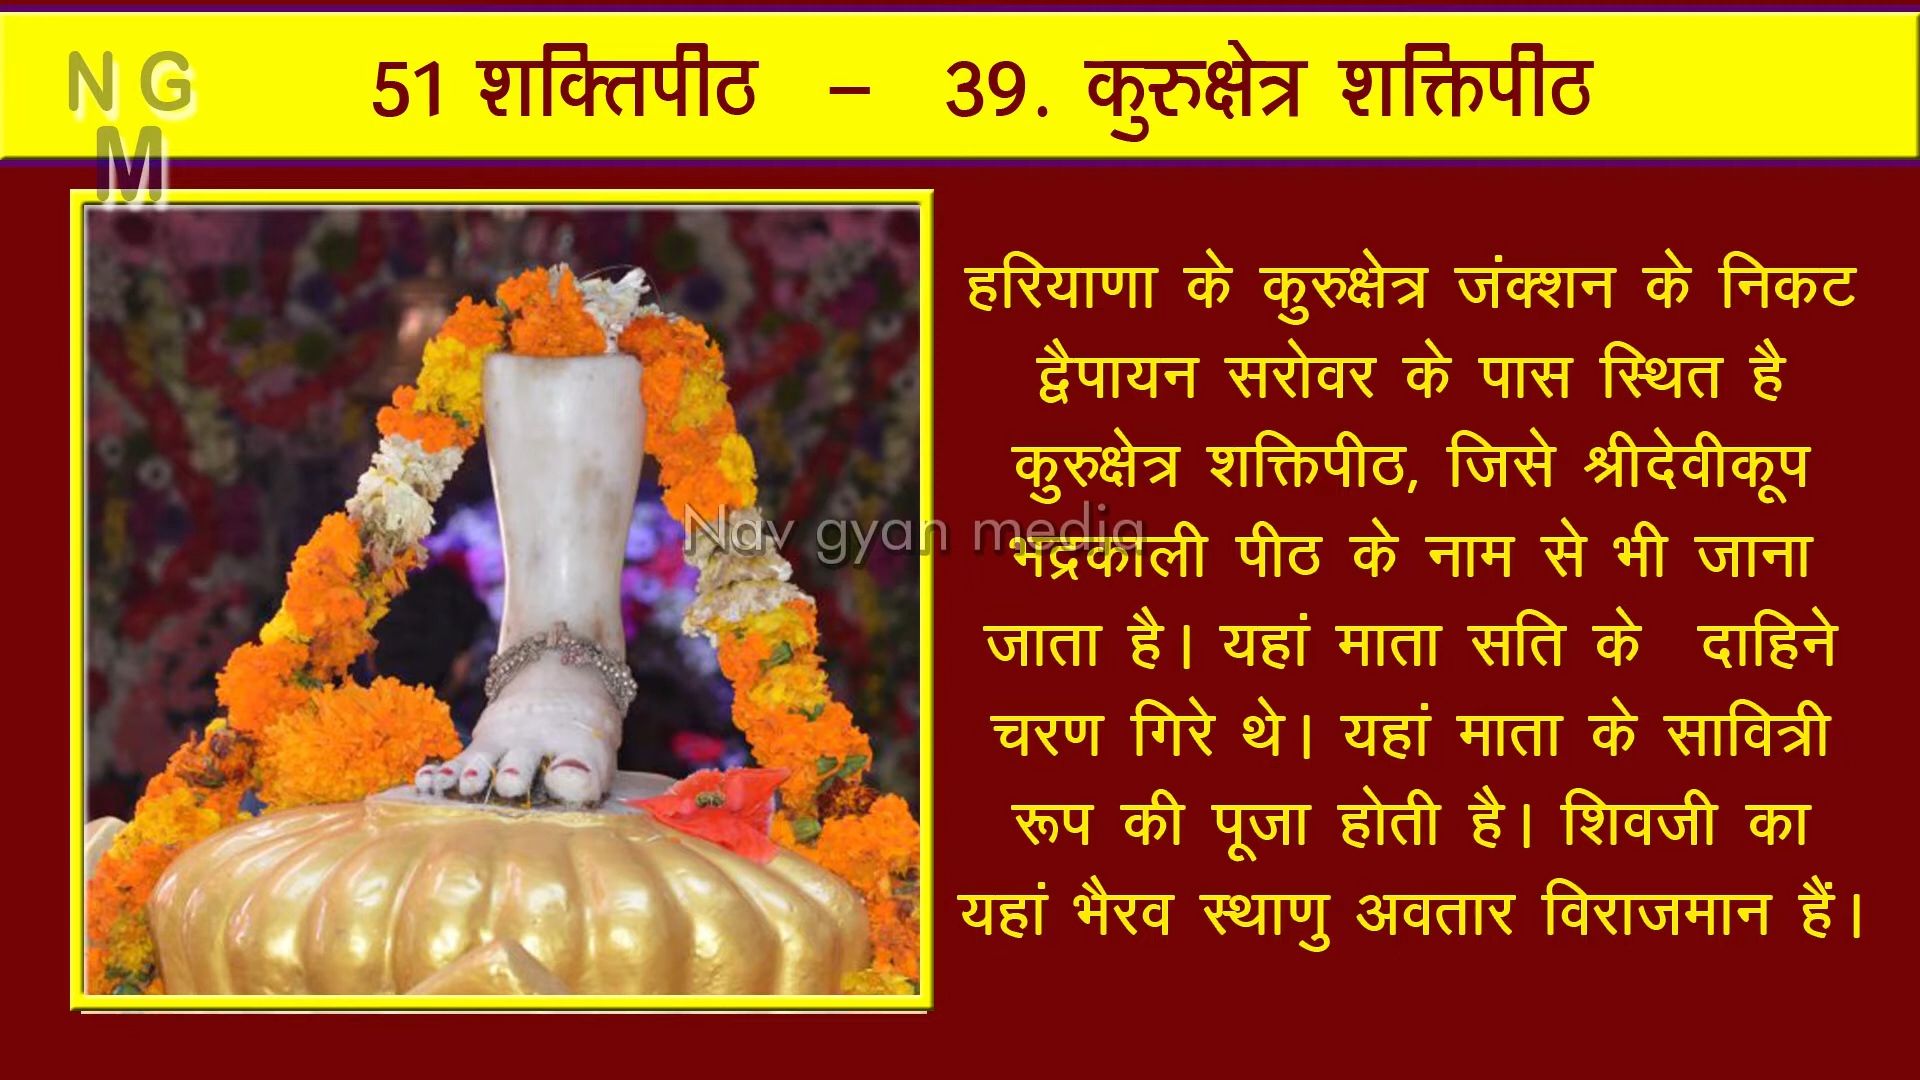 N G
M
51 शक्तिपीठ – 39. कुरुक्षेत्र शक्तिपीठ
हरियाणा के कुरुक्षेत्र जंक्शन के निकट
द्वैपायन सरोवर के पास स्थित है
कुरुक्षेत्र शक्तिपीठ, जिसे श्रीदेवीकूप
भद्रकाली पीठ के नाम से भी जाना
जाता है। यहां माता सति के दाहिने
चरण गिरे थे। यहां माता के सावित्री
रूप की पूजा होती है। शिवजी का
यहां भैरव स्थाणु अवतार विराजमान हैं।
Nav gyan media